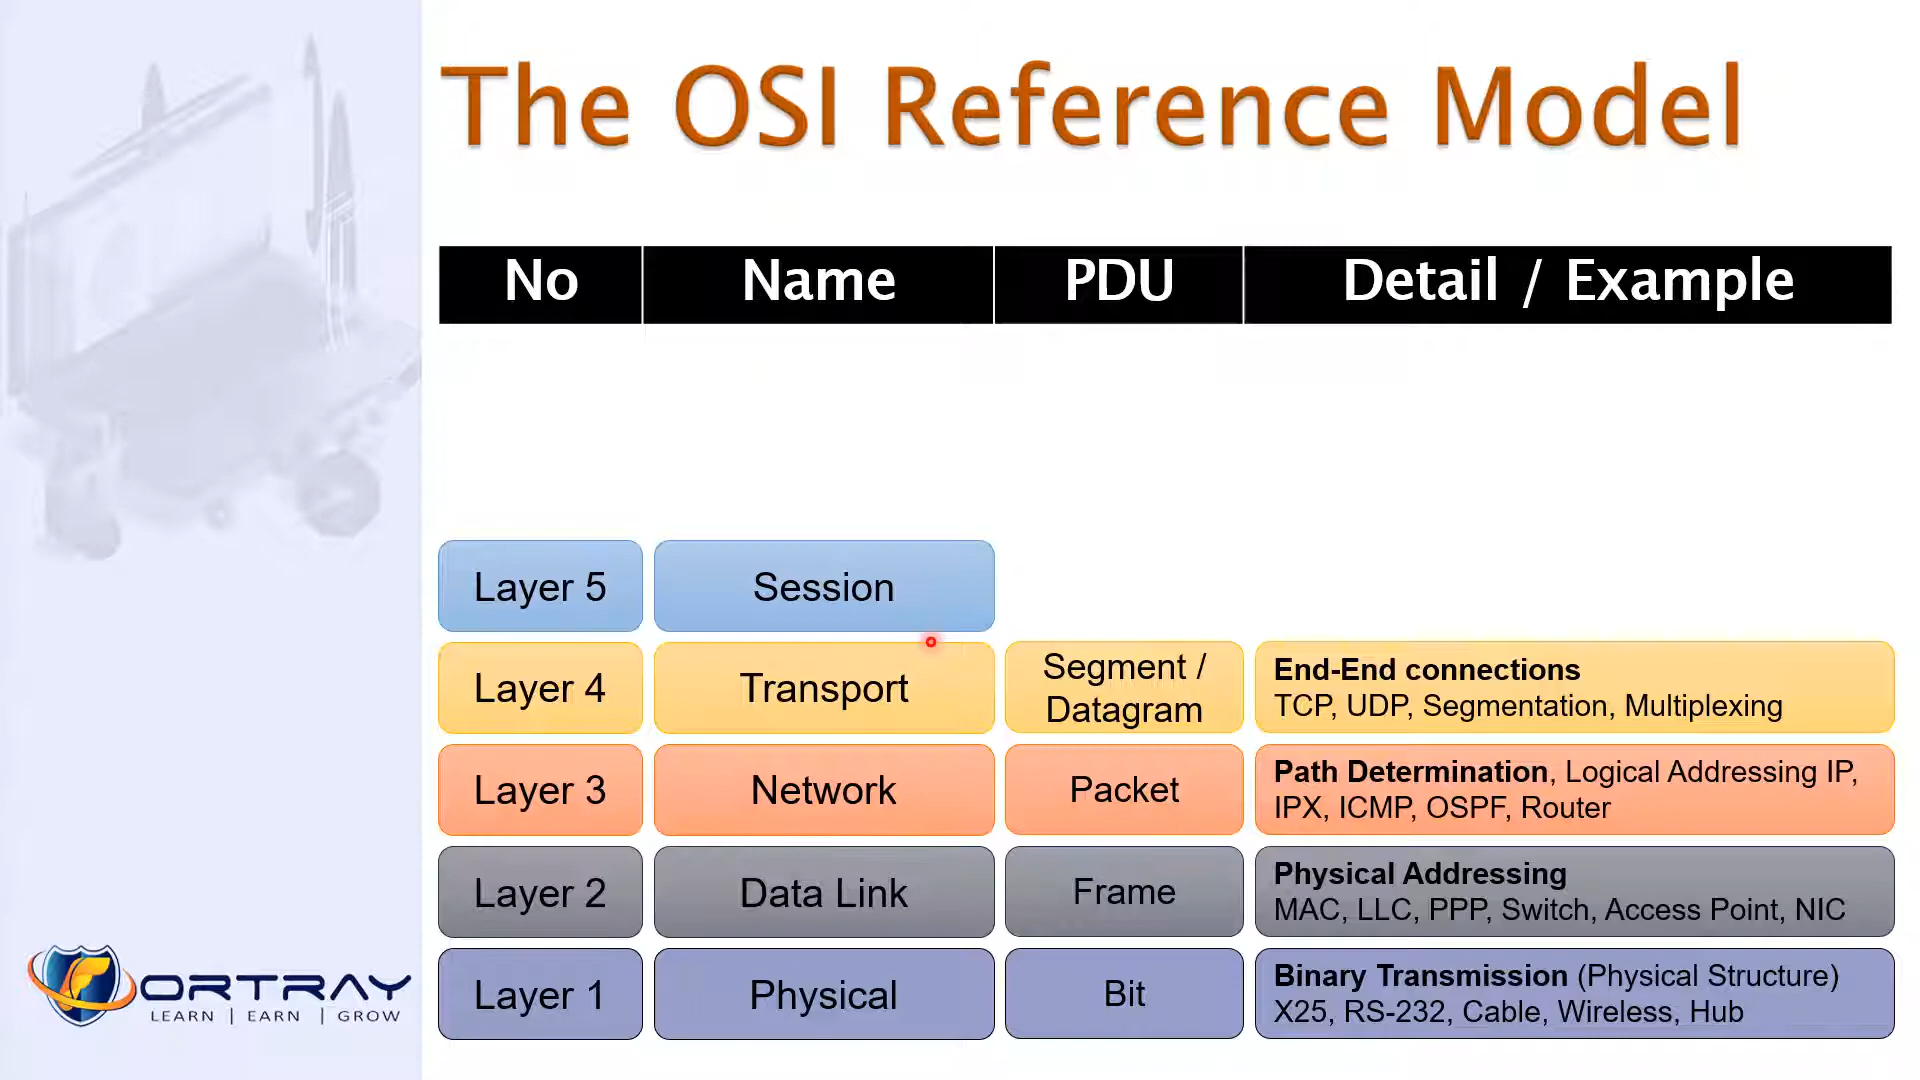 The OSI Reference Model
No Name PDU Detail / Example
Layer 5 Session
Layer 4 Transport Segment / Datagram End-End connections
TCP, UDP, Segmentation, Multiplexing
Layer 3 Network Packet Path Determination, Logical Addressing IP,
IPX, ICMP, OSPF, Router
Layer 2 Data Link Frame Physical Addressing
MAC, LLC, PPP, Switch, Access Point, NIC
Layer 1 Physical Bit Binary Transmission (Physical Structure)
X25, RS-232, Cable, Wireless, Hub
FORTRAY
LEARN | EARN | GROW